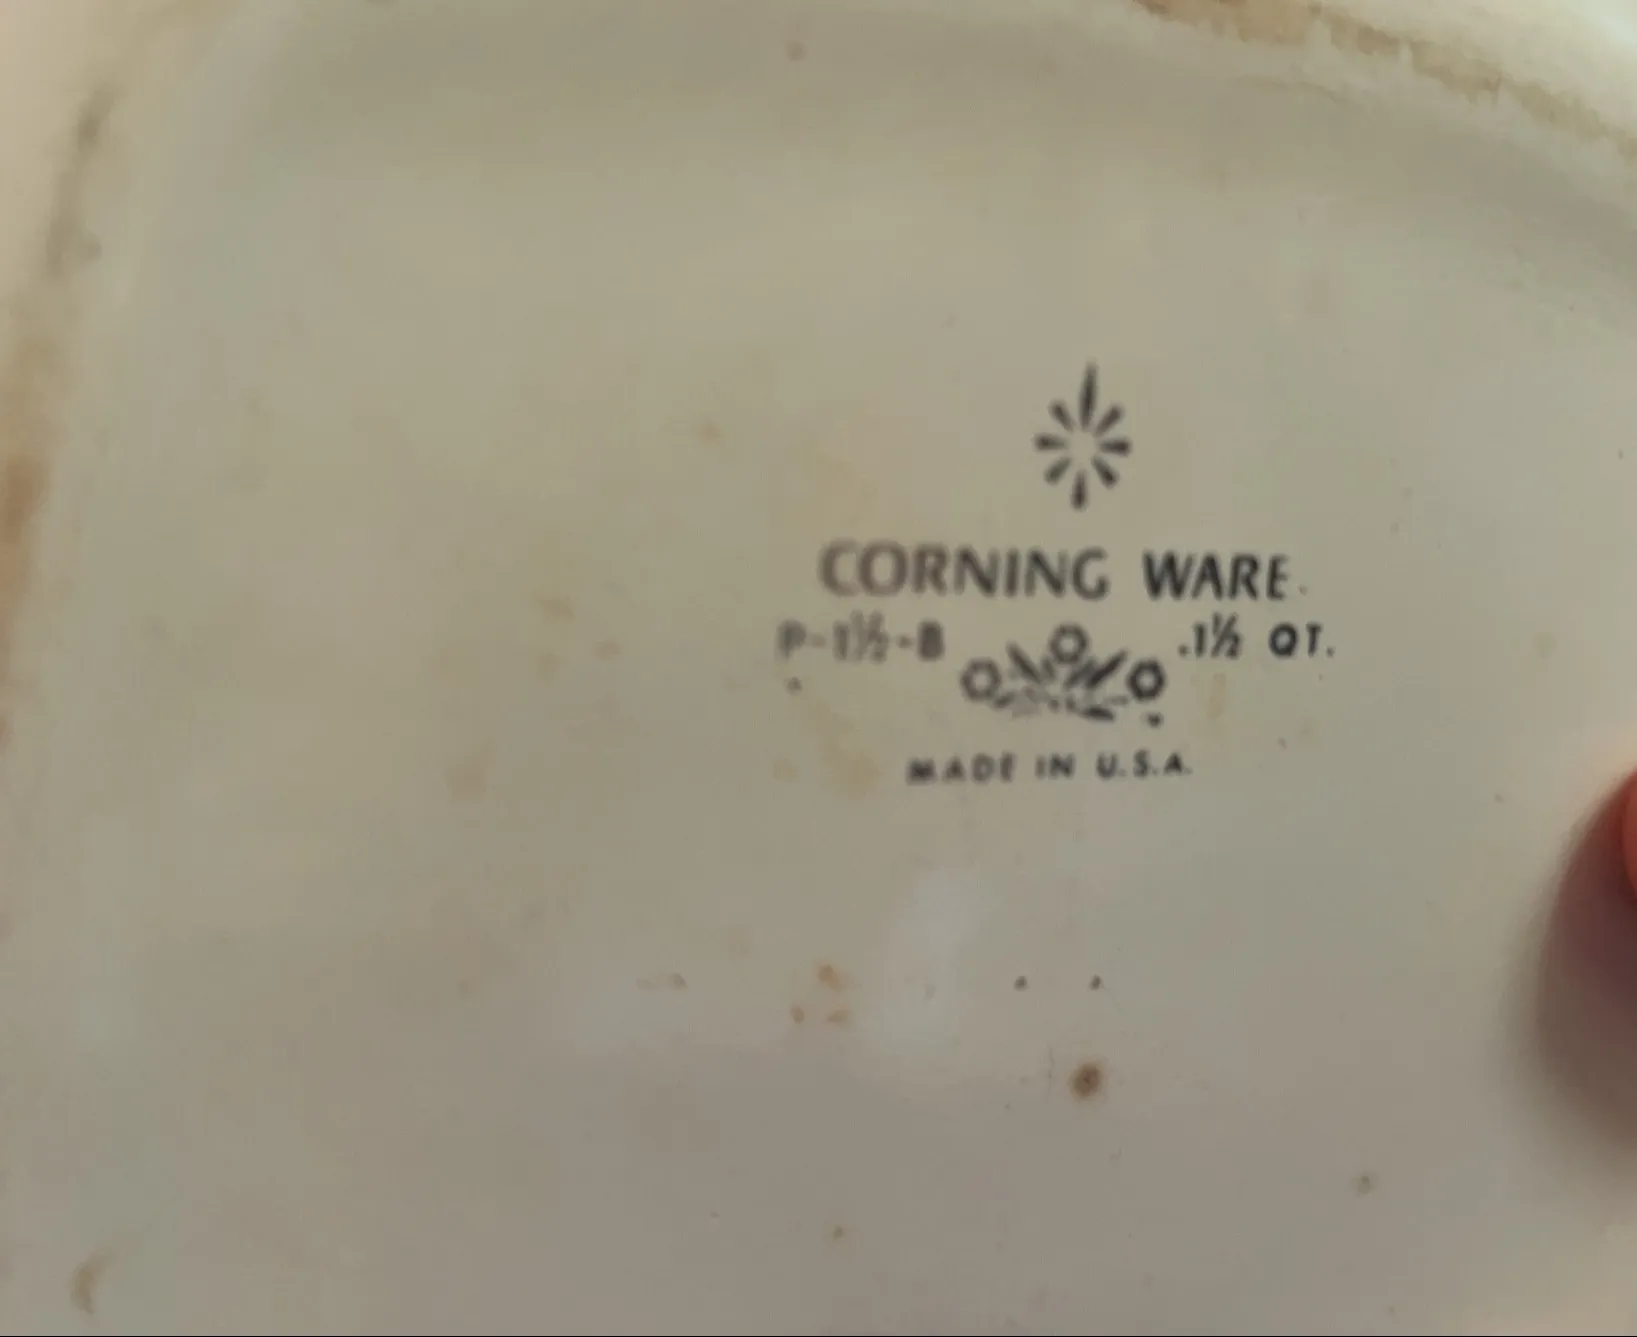 CORNING WARE.
P-1½-B .1½ QT.
MADE IN U.S.A.